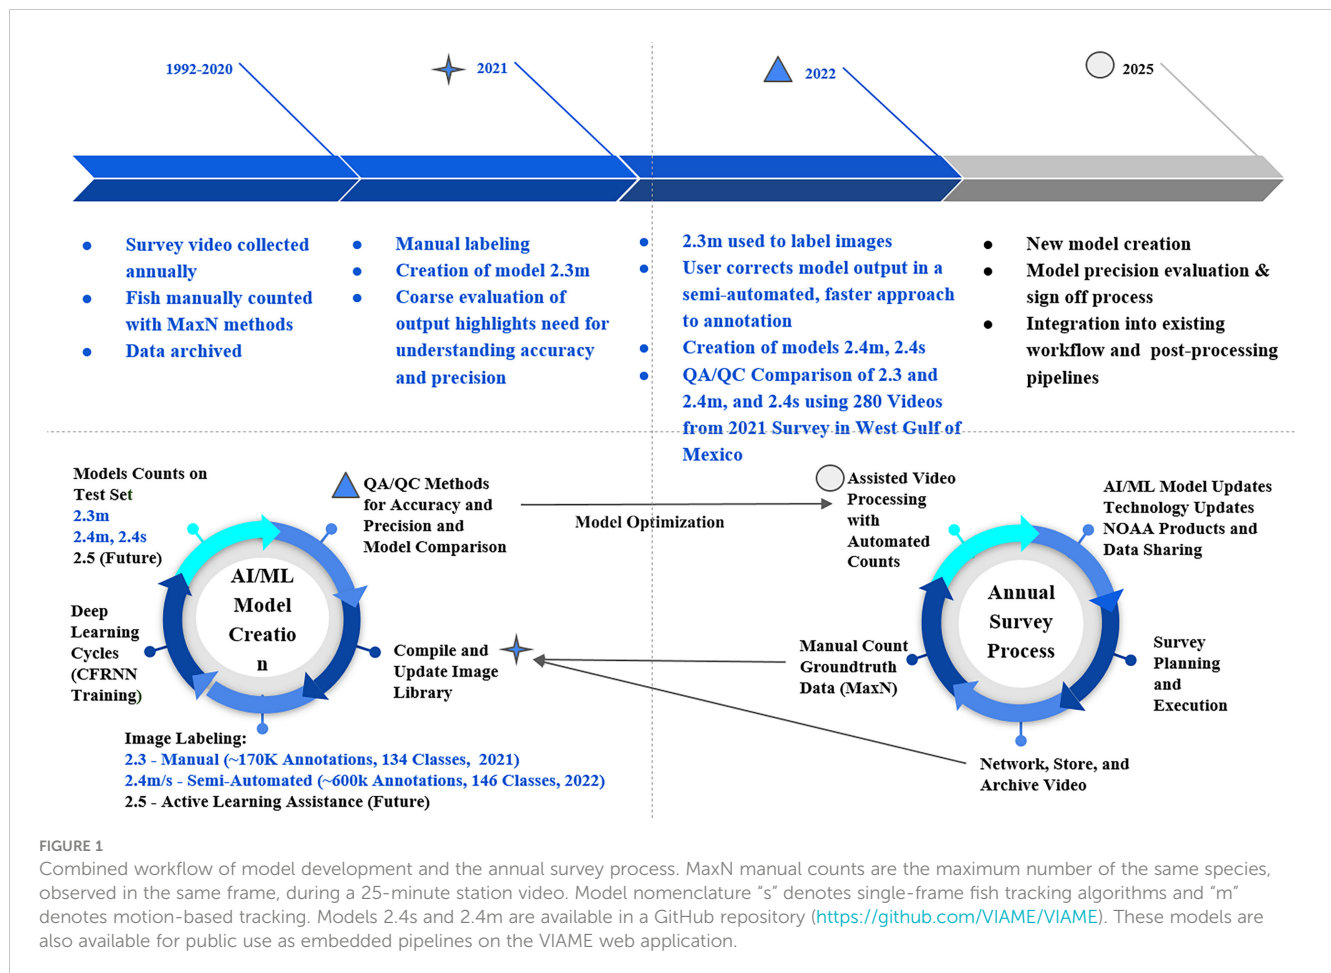 1992-2020
2021
2022
2025
Survey video collected
annually
Fish manually counted
with MaxN methods
Data archived
Manual labeling
Creation of model 2.3m
Coarse evaluation of
output highlights need for
understanding accuracy
and precision
2.3m used to label images
User corrects model output in a
semi-automated, faster approach
to annotation
Creation of models 2.4m, 2.4s
QA/QC Comparison of 2.3 and
2.4m, and 2.4s using 280 Videos
from 2021 Survey in West Gulf of
Mexico
New model creation
Model precision evaluation &
sign off process
Integration into existing
workflow and post-processing
pipelines
Models Counts on
Test Set
2.3m
2.4m, 2.4s
2.5 (Future)
QA/QC Methods
for Accuracy and
Precision and
Model Comparison
AI/ML
Model
Creatio
n
Deep
Learning
Cycles
(CFRNN
Training)
Compile and
Update Image
Library
Image Labeling:
2.3 - Manual (~170K Annotations, 134 Classes, 2021)
2.4m/s - Semi-Automated (~600k Annotations, 146 Classes, 2022)
2.5 - Active Learning Assistance (Future)
Model Optimization
Assisted Video
Processing
with
Automated
Counts
AI/ML Model Updates
Technology Updates
NOAA Products and
Data Sharing
Annual
Survey
Process
Manual Count
Groundtruth
Data (MaxN)
Survey
Planning
and
Execution
Network, Store, and
Archive Video
FIGURE 1
Combined workflow of model development and the annual survey process. MaxN manual counts are the maximum number of the same species,
observed in the same frame, during a 25-minute station video. Model nomenclature “s” denotes single-frame fish tracking algorithms and “m”
denotes motion-based tracking. Models 2.4s and 2.4m are available in a GitHub repository (https://github.com/VIAME/VIAME). These models are
also available for public use as embedded pipelines on the VIAME web application.